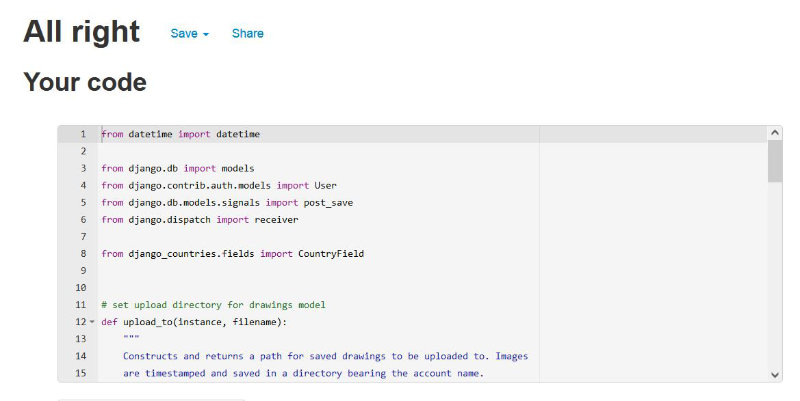 All right Save Share
Your code
1 from datetime import datetime
2
3 from django.db import models
4 from django.contrib.auth.models import User
5 from django.db.models.signals import post_save
6 from django.dispatch import receiver
7
8 from django_countries.fields import CountryField
9
10
11 # set upload directory for drawings model
12 def upload_to(instance, filename):
13 """
14 Constructs and returns a path for saved drawings to be uploaded to. Images
15 are timestamped and saved in a directory bearing the account name.